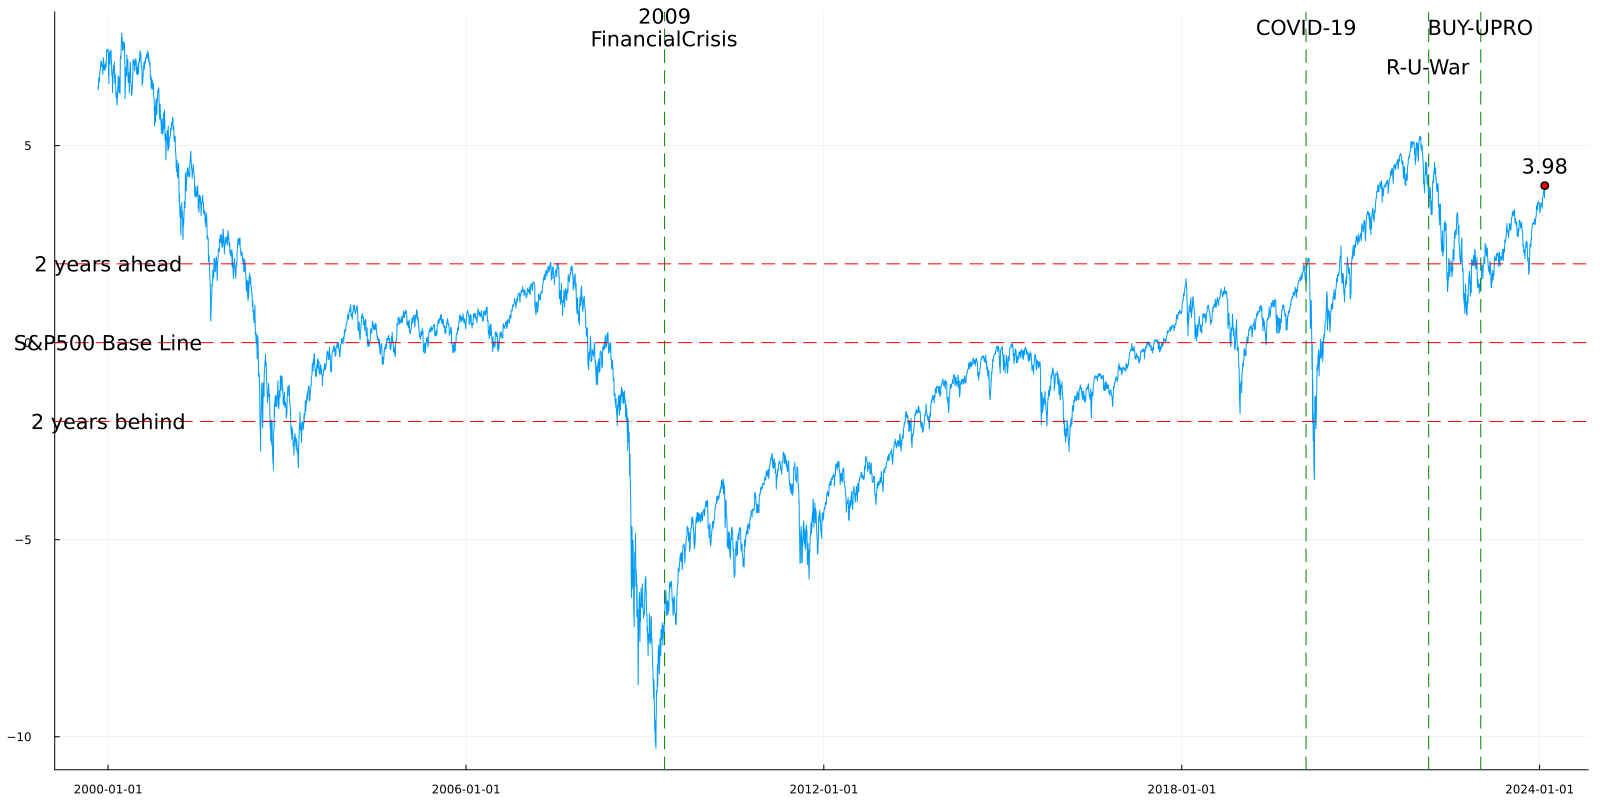 2009
FinancialCrisis
COVID-19
BUY-UPRO
R-U-War
5
3.98
2 years ahead
0
S&P500 Base Line
2 years behind
−5
−10
2000-01-01
2006-01-01
2012-01-01
2018-01-01
2024-01-01